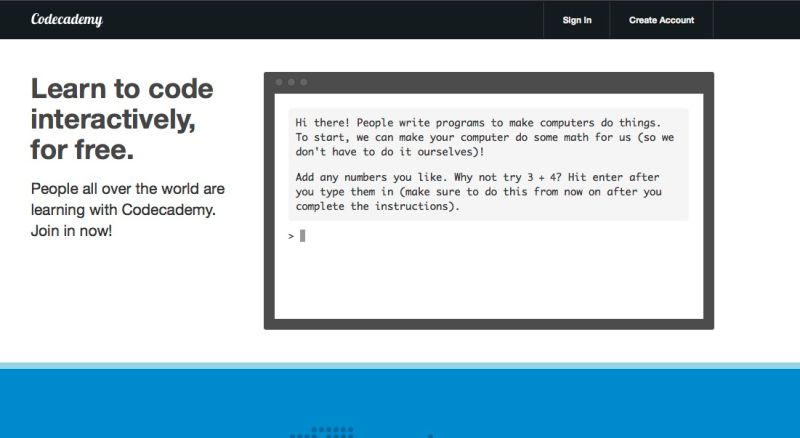 Codecademy
Sign In
Create Account
Learn to code
interactively,
for free.
People all over the world are
learning with Codecademy.
Join in now!
Hi there! People write programs to make computers do things.
To start, we can make your computer do some math for us (so we
don't have to do it ourselves)!
Add any numbers you like. Why not try 3 + 4? Hit enter after
you type them in (make sure to do this from now on after you
complete the instructions).
>